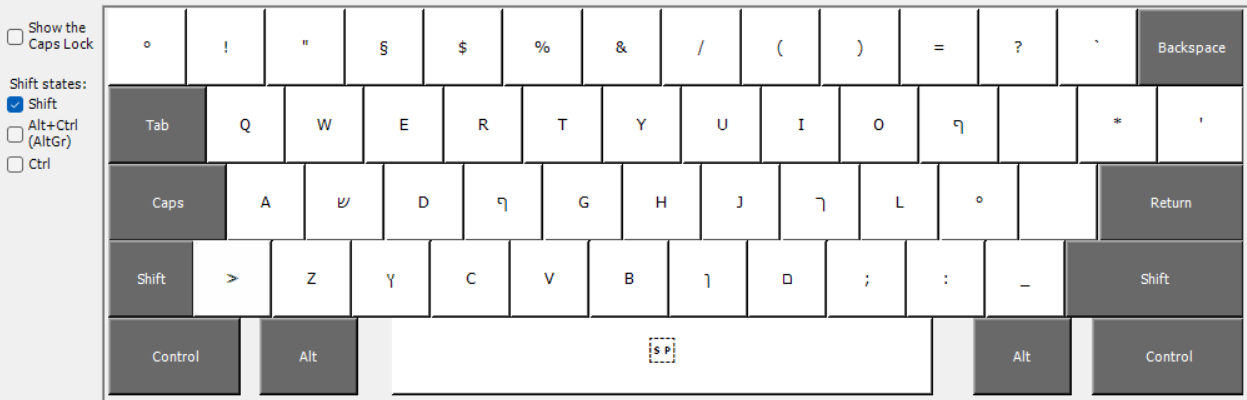 Show the
Caps Lock
Shift states:
Shift
Alt+Ctrl
(AltGr)
Ctrl
° ! " § $ % & / ( ) = ? ` Backspace
Tab Q W E R T Y U I O ף * '
Caps A ש D ף G H J ך L ° Return
Shift > Z ץ C V B ן ם ; : _ Shift
Control Alt SP Alt Control